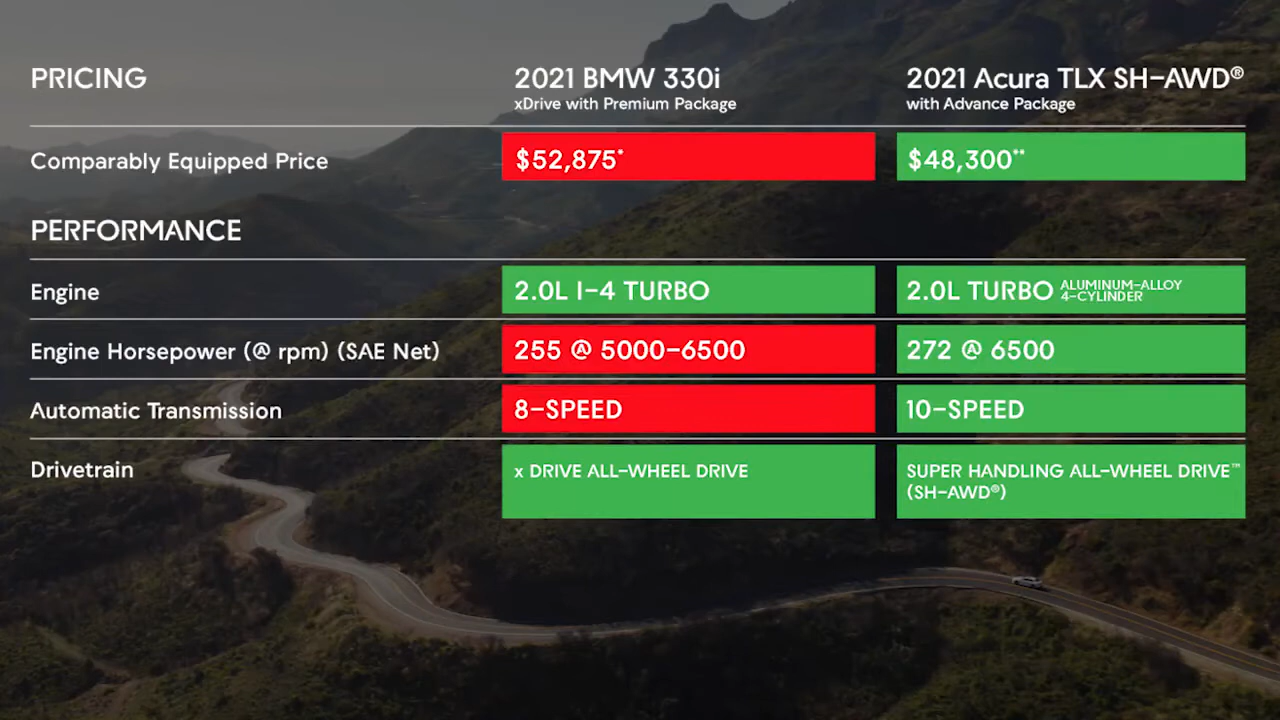 PRICING
2021 BMW 330i
xDrive with Premium Package
2021 Acura TLX SH-AWD®
with Advance Package
Comparably Equipped Price
$52,875*
$48,300**
PERFORMANCE
Engine
2.0L I-4 TURBO
2.0L TURBO ALUMINUM-ALLOY
4-CYLINDER
Engine Horsepower (@ rpm) (SAE Net)
255 @ 5000-6500
272 @ 6500
Automatic Transmission
8-SPEED
10-SPEED
Drivetrain
x DRIVE ALL-WHEEL DRIVE
SUPER HANDLING ALL-WHEEL DRIVE™
(SH-AWD®)